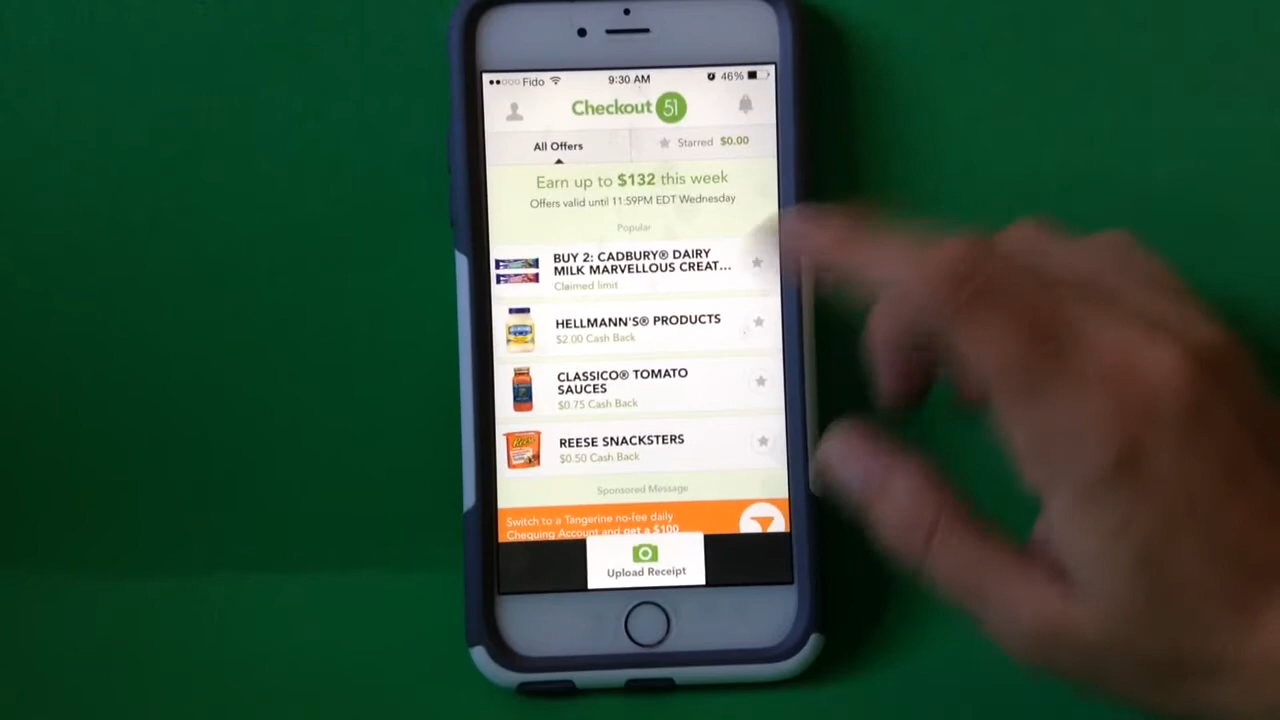 Fido 9:30 AM 46%
Checkout 51
All Offers Starred $0.00
Earn up to $132 this week
Offers valid until 11:59PM EDT Wednesday
Popular
BUY 2: CADBURY® DAIRY
MILK MARVELLOUS CREAT...
Claimed limit
HELLMANN'S® PRODUCTS
$2.00 Cash Back
CLASSICO® TOMATO
SAUCES
$0.75 Cash Back
REESE SNACKSTERS
$0.50 Cash Back
Sponsored Message
Switch to a Tangerine no-fee daily
Chequing Account and get a $100
Upload Receipt